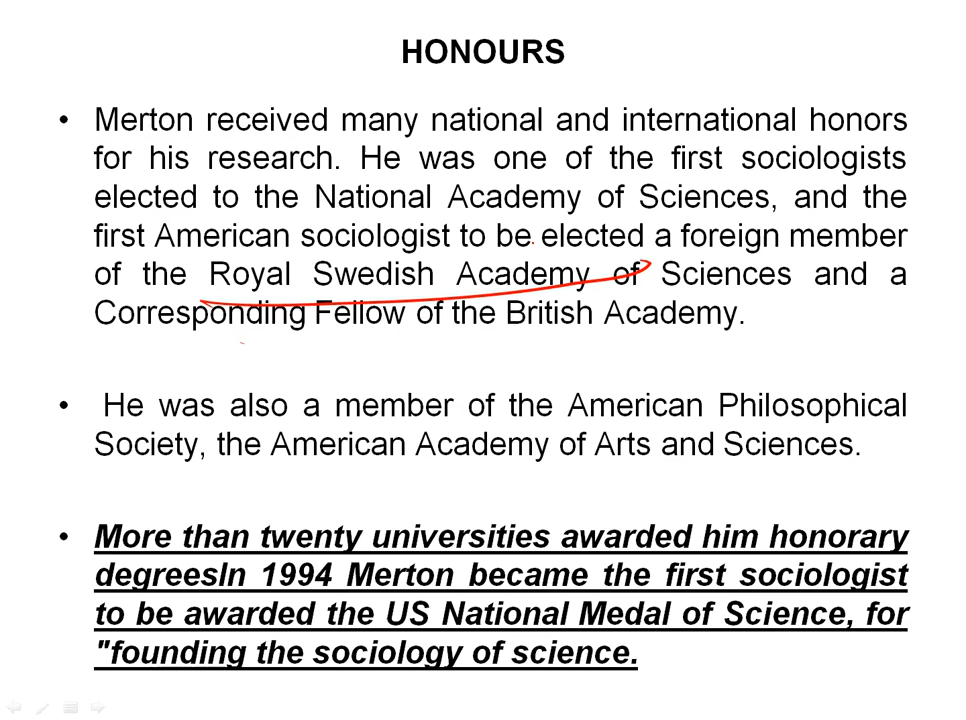 HONOURS
• Merton received many national and international honors
for his research. He was one of the first sociologists
elected to the National Academy of Sciences, and the
first American sociologist to be elected a foreign member
of the Royal Swedish Academy of Sciences and a
Corresponding Fellow of the British Academy.
• He was also a member of the American Philosophical
Society, the American Academy of Arts and Sciences.
• More than twenty universities awarded him honorary
degreesIn 1994 Merton became the first sociologist
to be awarded the US National Medal of Science, for
"founding the sociology of science.